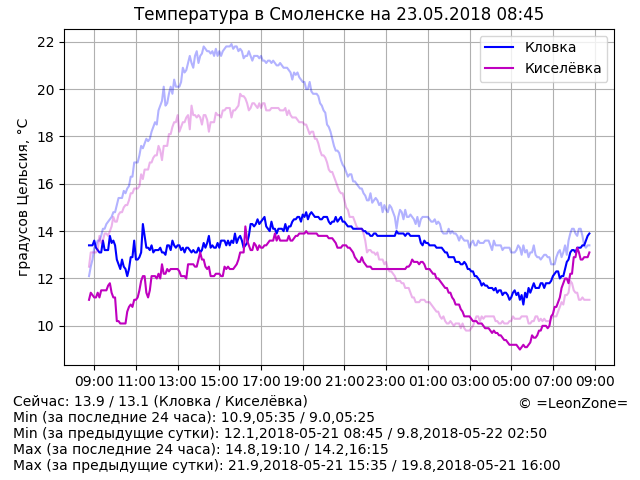 Температура в Смоленске на 23.05.2018 08:45
градусов Цельсия, °C
22
20
18
16
14
12
10
Кловка
Киселёвка
09:00 11:00 13:00 15:00 17:00 19:00 21:00 23:00 01:00 03:00 05:00 07:00 09:00
Сейчас: 13.9 / 13.1 (Кловка / Киселёвка)
© =LeonZone=
Min (за последние 24 часа): 10.9,05:35 / 9.0,05:25
Min (за предыдущие сутки): 12.1,2018-05-21 08:45 / 9.8,2018-05-22 02:50
Max (за последние 24 часа): 14.8,19:10 / 14.2,16:15
Max (за предыдущие сутки): 21.9,2018-05-21 15:35 / 19.8,2018-05-21 16:00